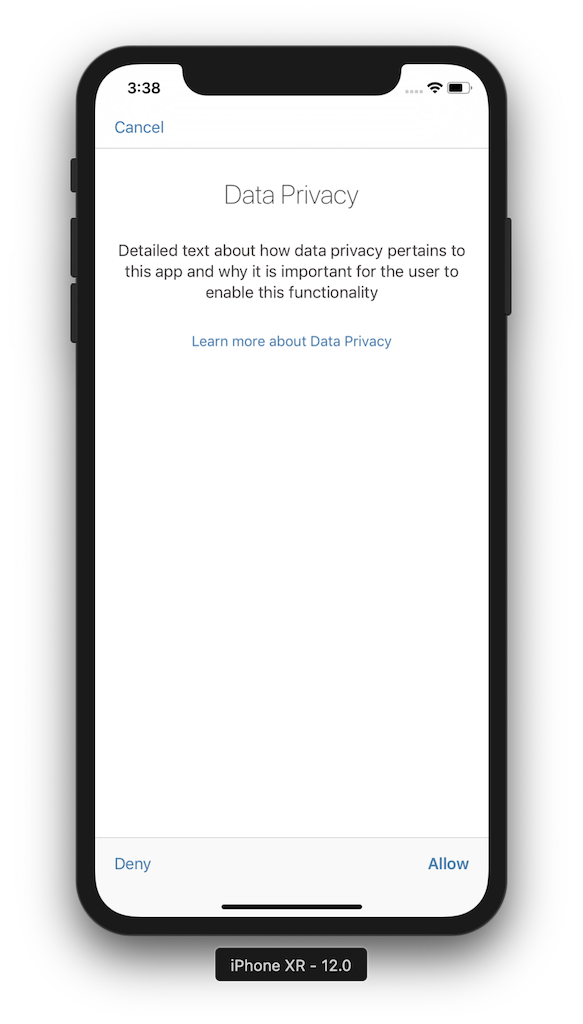 3:38
Cancel
Data Privacy
Detailed text about how data privacy pertains to
this app and why it is important for the user to
enable this functionality
Learn more about Data Privacy
Deny
Allow
iPhone XR - 12.0